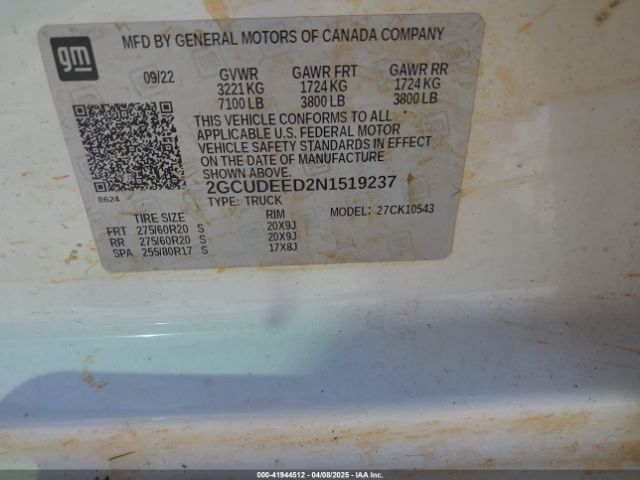 gm
MFD BY GENERAL MOTORS OF CANADA COMPANY
09/22 GVWR GAWR FRT GAWR RR
3221 KG 1724 KG 1724 KG
7100 LB 3800 LB 3800 LB
THIS VEHICLE CONFORMS TO ALL
APPLICABLE U.S. FEDERAL MOTOR
VEHICLE SAFETY STANDARDS IN EFFECT
ON THE DATE OF MANUFACTURE
SHOWN ABOVE.
2GCUDEED2N1519237
8624
TYPE: TRUCK MODEL: 27CK10543
TIRE SIZE RIM
FRT 275/60R20 S 20X9J
RR 275/60R20 S 20X9J
SPA 255/80R17 S 17X8J
000-41944512 - 04/08/2025 - IAA Inc.